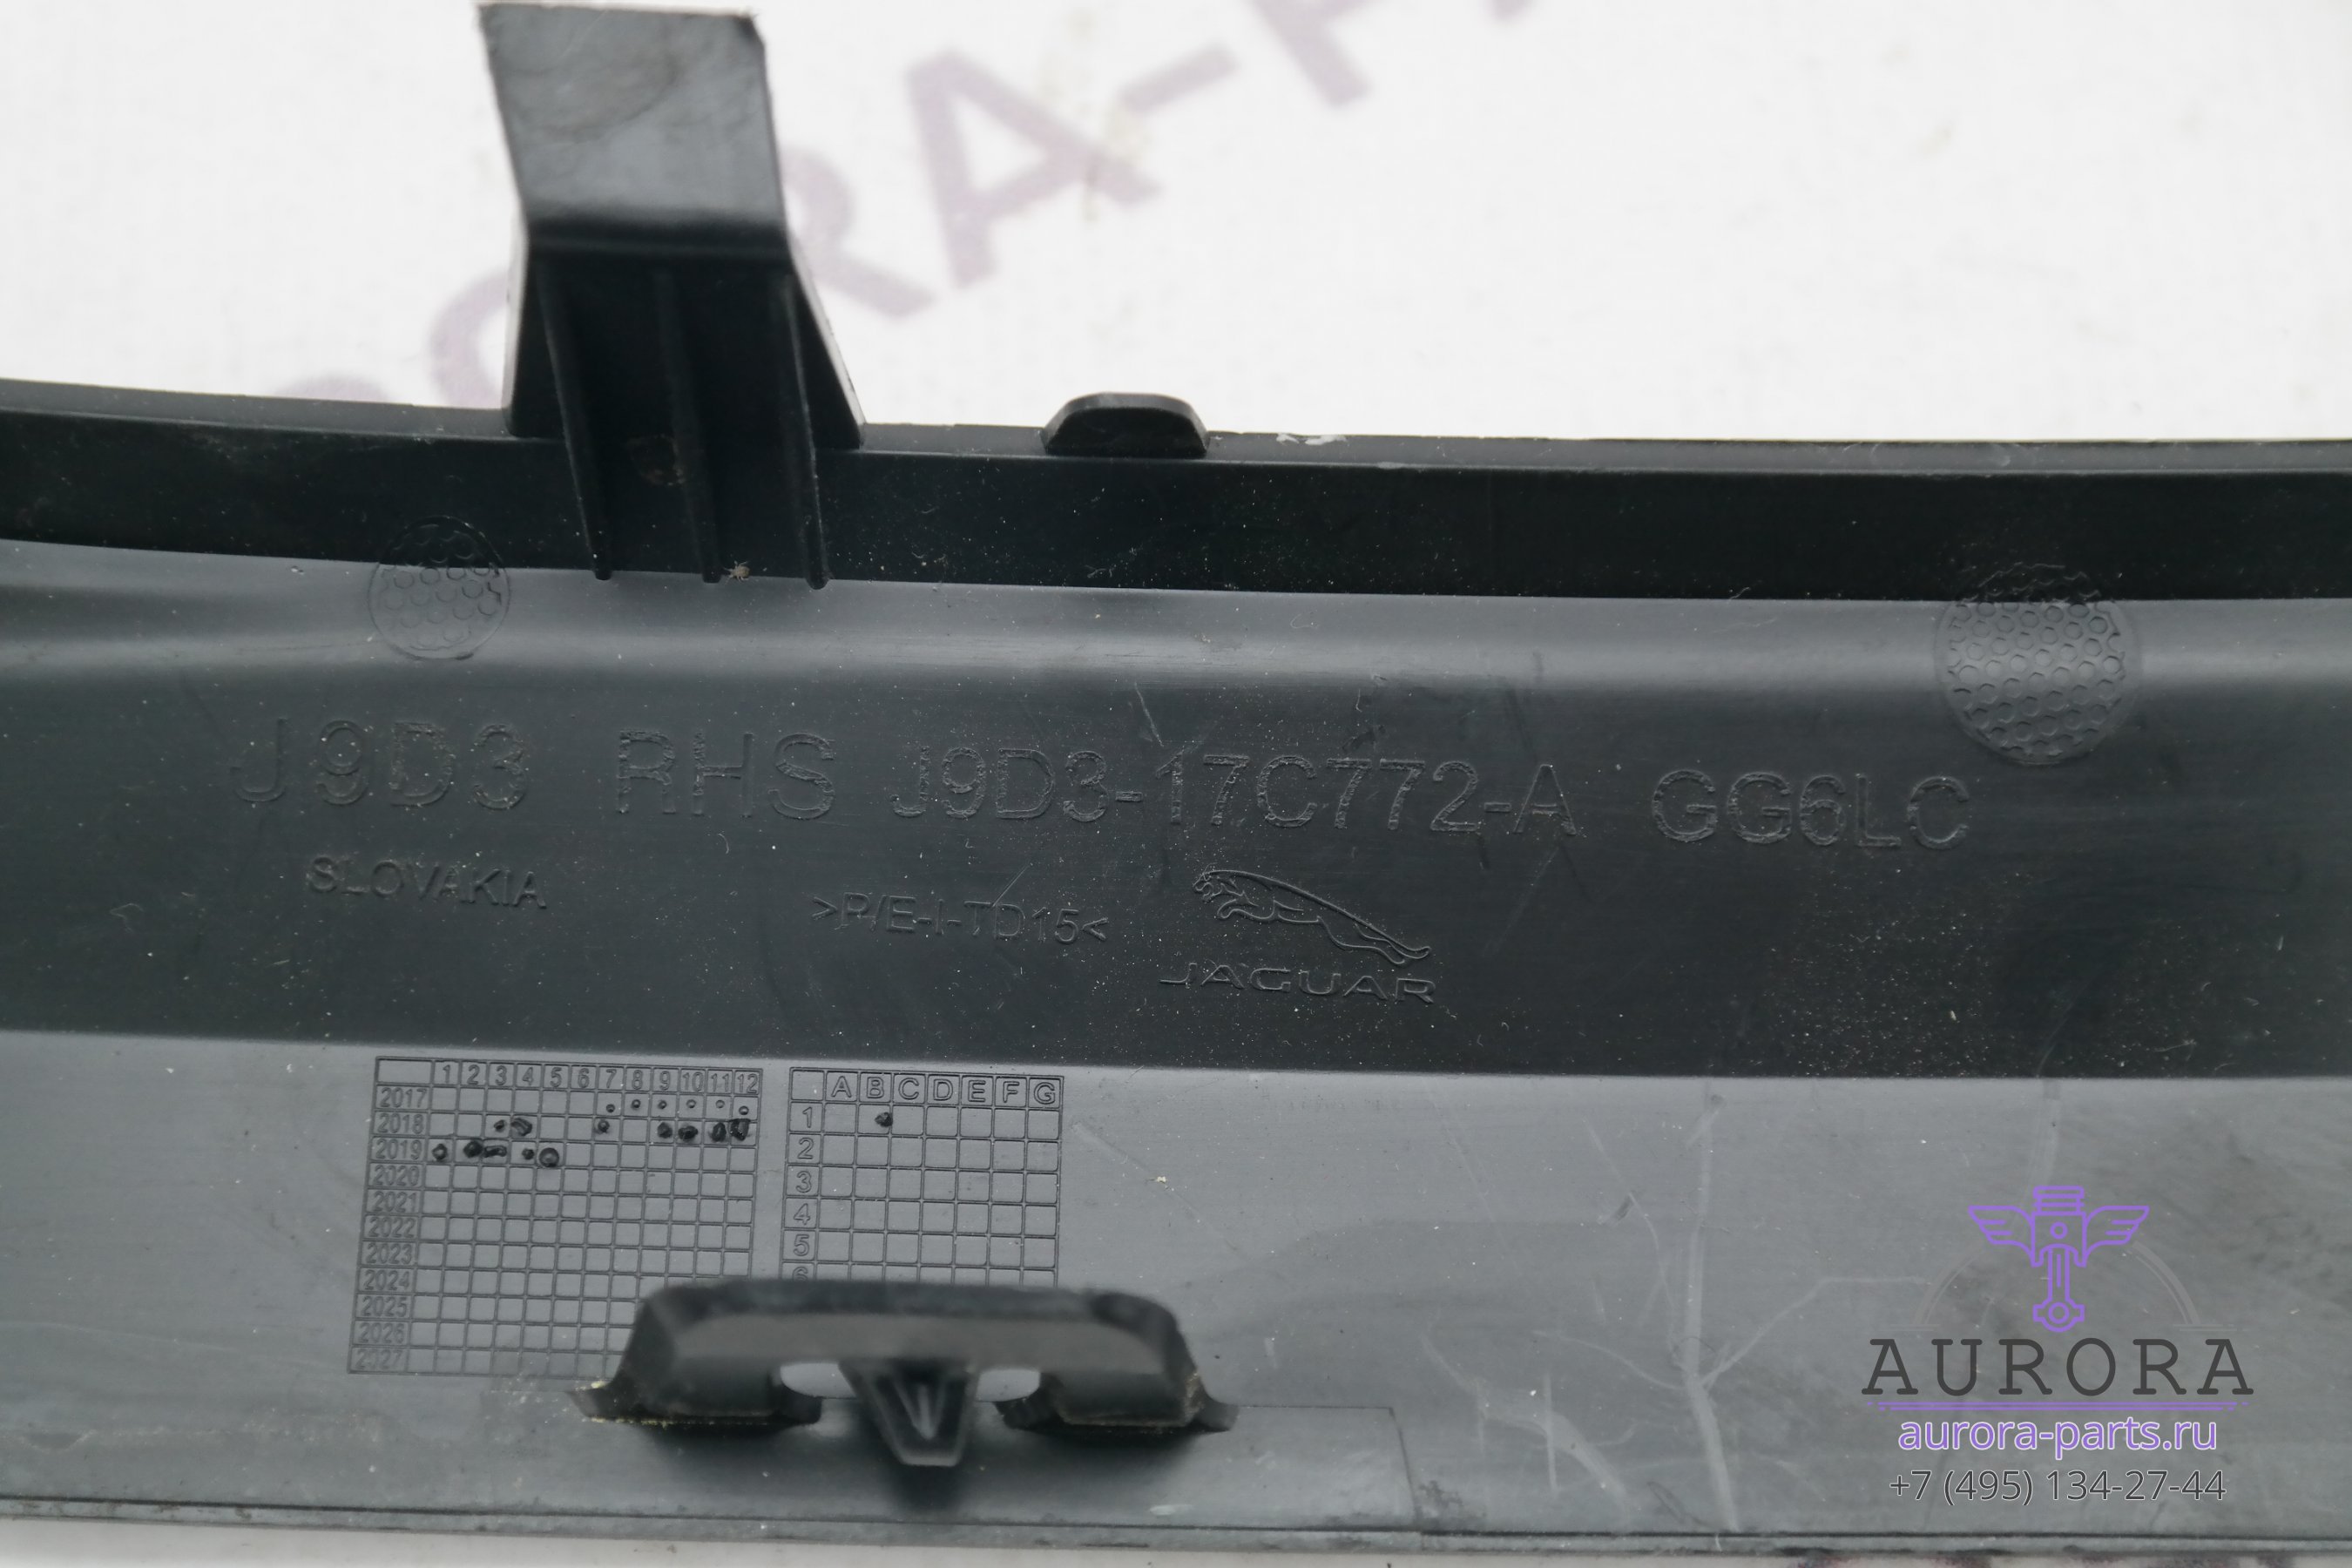 J9D3 RHS J9D3-17C772-A GG6LC
SLOVAKIA
>P/E-I-TD15<
JAGUAR
1 2 3 4 5 6 7 8 9 10 11 12
2017
2018
2019
2020
2021
2022
2023
2024
2025
2026
2027
A B C D E F G
1
2
3
4
5
6
AURORA
aurora-parts.ru
+7 (495) 134-27-44